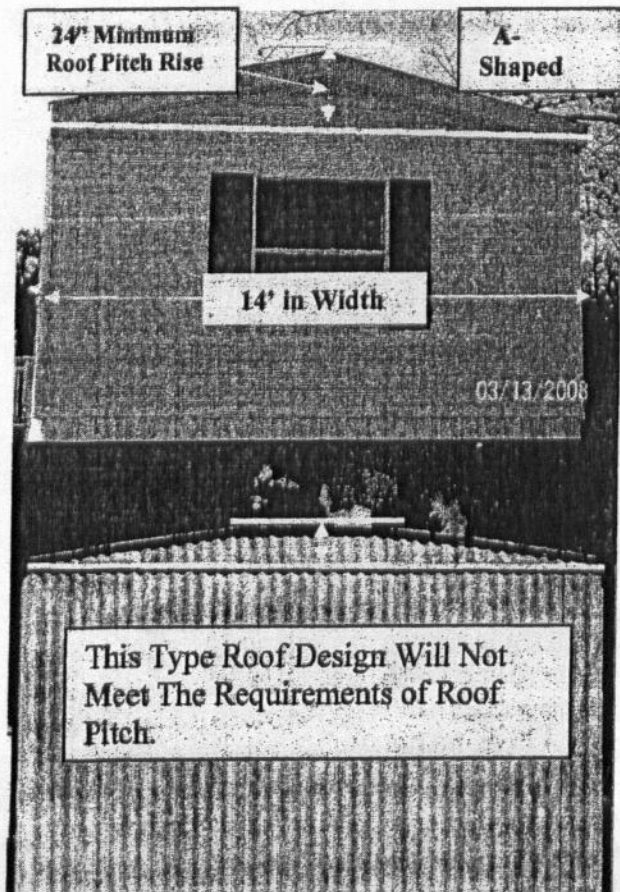 24" Minimum
Roof Pitch Rise
A-
Shaped
14' in Width
03/13/2008
This Type Roof Design Will Not
Meet The Requirements of Roof
Pitch.